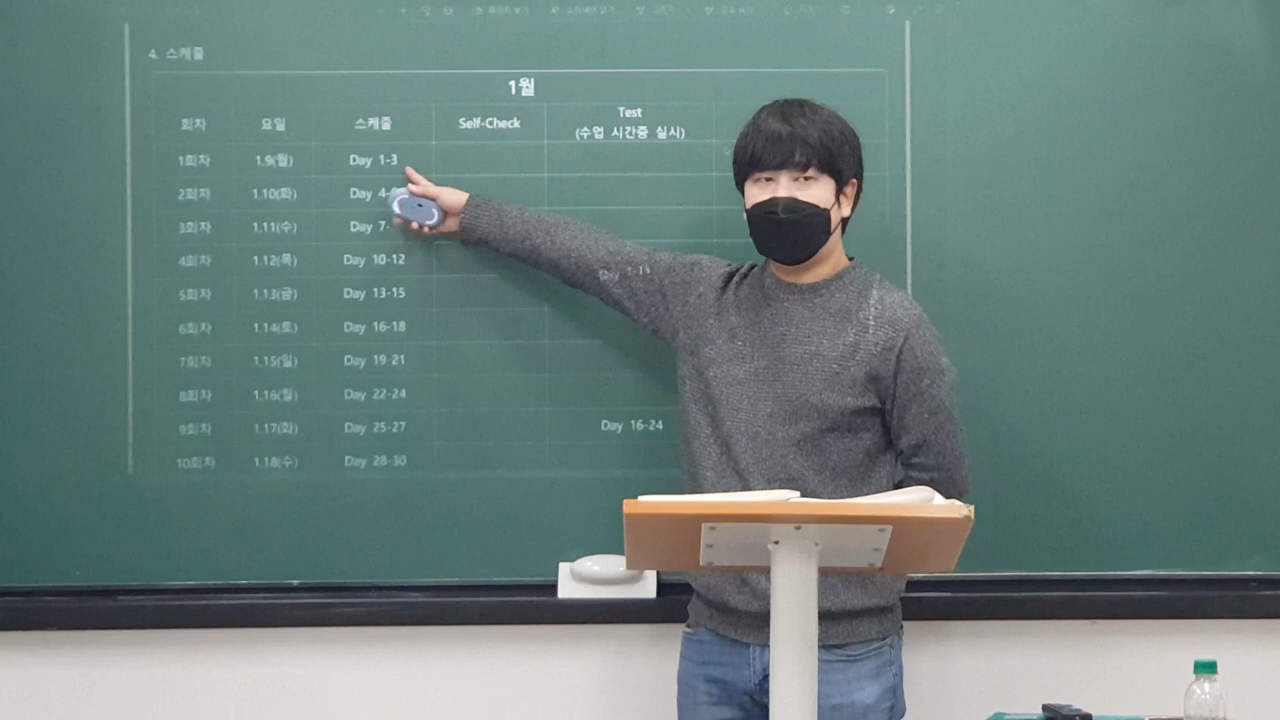 4. 스케줄
1월
회차 요일 스케줄 Self-Check Test
(수업 시간중 실시)
1회차 1.9(월) Day 1-3
2회차 1.10(화) Day 4-
3회차 1.11(수) Day 7-
4회차 1.12(목) Day 10-12
5회차 1.13(금) Day 13-15
6회차 1.14(토) Day 16-18
7회차 1.15(일) Day 19-21
8회차 1.16(월) Day 22-24
9회차 1.17(화) Day 25-27 Day 16-24
10회차 1.18(수) Day 28-30